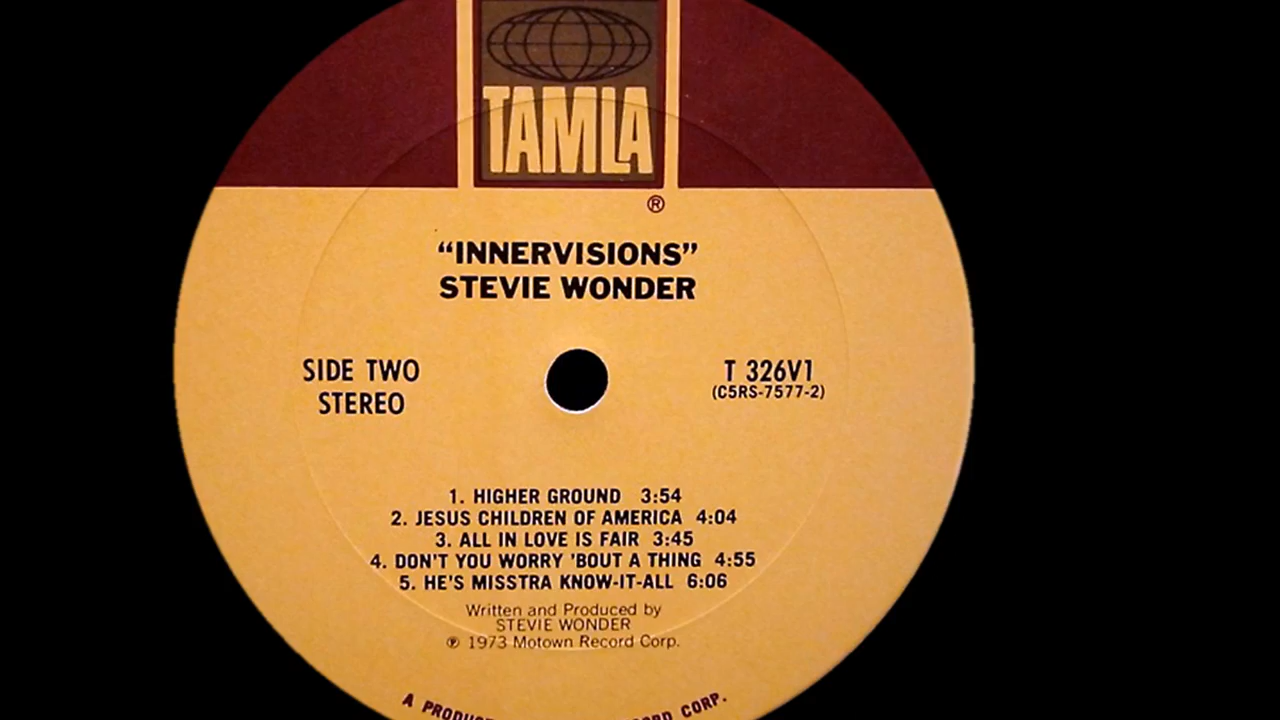 TAMLA
®
“INNERVISIONS”
STEVIE WONDER
SIDE TWO
STEREO
T 326V1
(C5RS-7577-2)
1. HIGHER GROUND 3:54
2. JESUS CHILDREN OF AMERICA 4:04
3. ALL IN LOVE IS FAIR 3:45
4. DON'T YOU WORRY 'BOUT A THING 4:55
5. HE'S MISSTRA KNOW-IT-ALL 6:06
Written and Produced by
STEVIE WONDER
℗ 1973 Motown Record Corp.
A CORP.